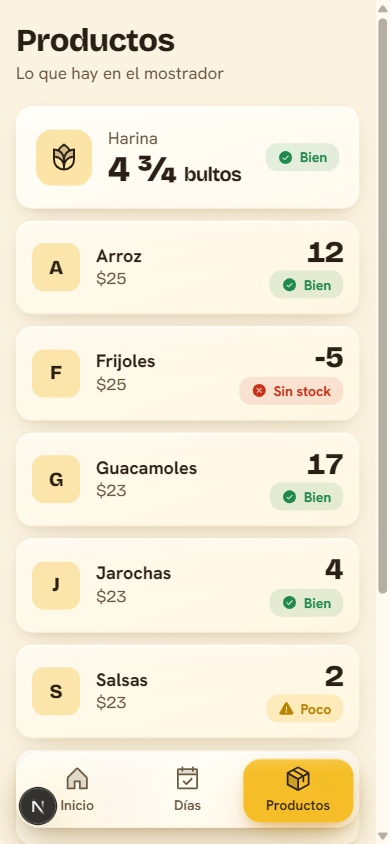 Productos
Lo que hay en el mostrador
Harina
4 ¾ bultos
Bien
A
Arroz
$25
12
Bien
F
Frijoles
$25
-5
Sin stock
G
Guacamoles
$23
17
Bien
J
Jarochas
$23
4
Bien
S
Salsas
$23
2
Poco
N
Inicio
Días
Productos